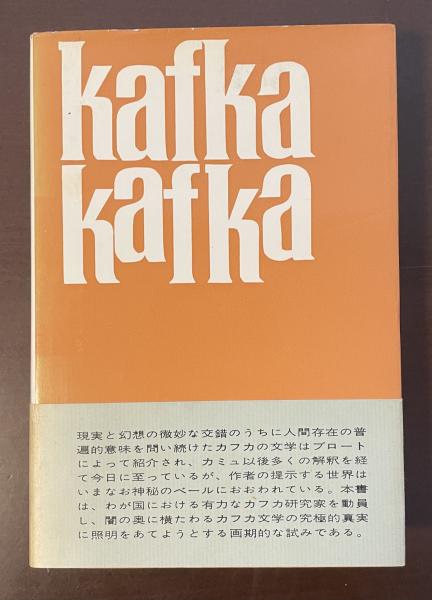 kafka
kafka
現実と幻想の微妙な交錯のうちに人間存在の普
遍的意味を問い続けたカフカの文学はブロート
によって紹介され、カミュ以後多くの解釈を経
て今日に至っているが、作者の提示する世界は
いまなお神秘のベールにおおわれている。本書
は、わが国における有力なカフカ研究家を動員
し、闇の奥に横たわるカフカ文学の究極的真実
に照明をあてようとする画期的な試みである。